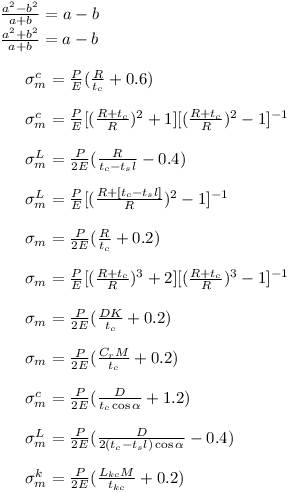 \frac{a^2-b^2}{a+b} = a - b
\frac{a^2+b^2}{a+b} = a - b
\sigma_m^c = \frac{P}{E}(\frac{R}{t_c} + 0.6)
\sigma_m^c = \frac{P}{E}[(\frac{R+t_c}{R})^2 + 1][(\frac{R+t_c}{R})^2 - 1]^{-1}
\sigma_m^L = \frac{P}{2E}(\frac{R}{t_c-t_sl} - 0.4)
\sigma_m^L = \frac{P}{E}[(\frac{R+[t_c-t_sl]}{R})^2 - 1]^{-1}
\sigma_m = \frac{P}{2E}(\frac{R}{t_c} + 0.2)
\sigma_m = \frac{P}{E}[(\frac{R+t_c}{R})^3 + 2][(\frac{R+t_c}{R})^3 - 1]^{-1}
\sigma_m = \frac{P}{2E}(\frac{DK}{t_c} + 0.2)
\sigma_m = \frac{P}{2E}(\frac{C_rM}{t_c} + 0.2)
\sigma_m^c = \frac{P}{2E}(\frac{D}{t_c \cos\alpha} + 1.2)
\sigma_m^L = \frac{P}{2E}(\frac{D}{2(t_c-t_sl)\cos\alpha} - 0.4)
\sigma_m^k = \frac{P}{2E}(\frac{L_{kc}M}{t_{kc}} + 0.2)